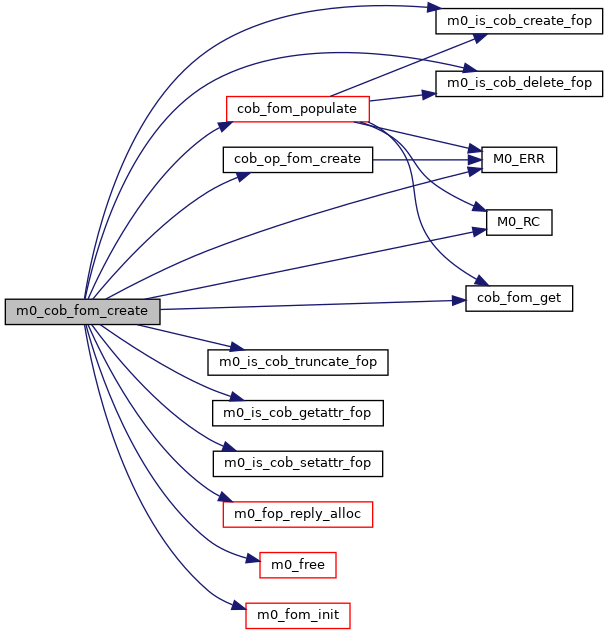 m0_is_cob_create_fop
m0_is_cob_delete_fop
cob_fom_populate
cob_op_fom_create
M0_ERR
M0_RC
cob_fom_get
m0_cob_fom_create
m0_is_cob_truncate_fop
m0_is_cob_getattr_fop
m0_is_cob_setattr_fop
m0_fop_reply_alloc
m0_free
m0_fom_init